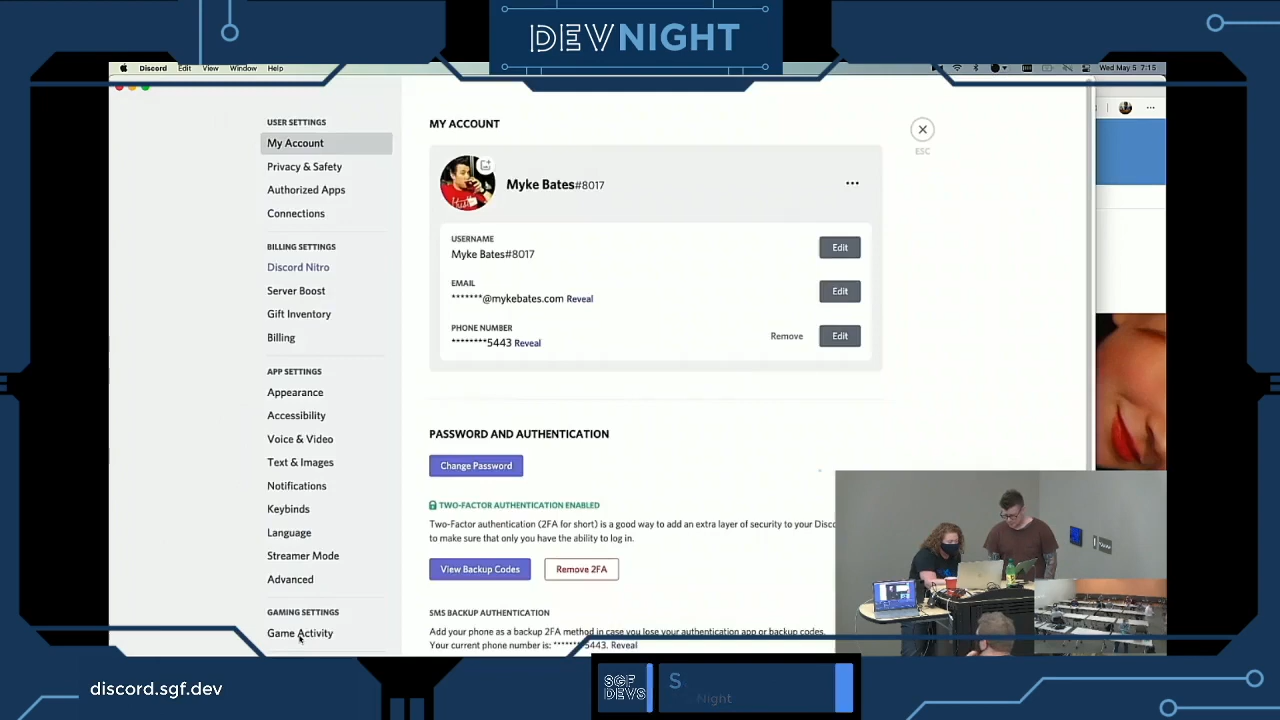 DEVNIGHT
Discord Edit View Window Help
Wed May 5 7:15
USER SETTINGS
My Account
Privacy & Safety
Authorized Apps
Connections
BILLING SETTINGS
Discord Nitro
Server Boost
Gift Inventory
Billing
APP SETTINGS
Appearance
Accessibility
Voice & Video
Text & Images
Notifications
Keybinds
Language
Streamer Mode
Advanced
GAMING SETTINGS
Game Activity
MY ACCOUNT
ESC
Myke Bates#8017
USERNAME
Myke Bates#8017
Edit
EMAIL
*******@mykebates.com Reveal
Edit
PHONE NUMBER
********5443 Reveal
Remove Edit
PASSWORD AND AUTHENTICATION
Change Password
TWO-FACTOR AUTHENTICATION ENABLED
Two-Factor authentication (2FA for short) is a good way to add an extra layer of security to your Disco
to make sure that only you have the ability to log in.
View Backup Codes Remove 2FA
SMS BACKUP AUTHENTICATION
Add your phone as a backup 2FA method in case you lose your authentication app or backup codes.
Your current phone number is: ********5443. Reveal
discord.sgf.dev
SGF
DEVS
S
Night